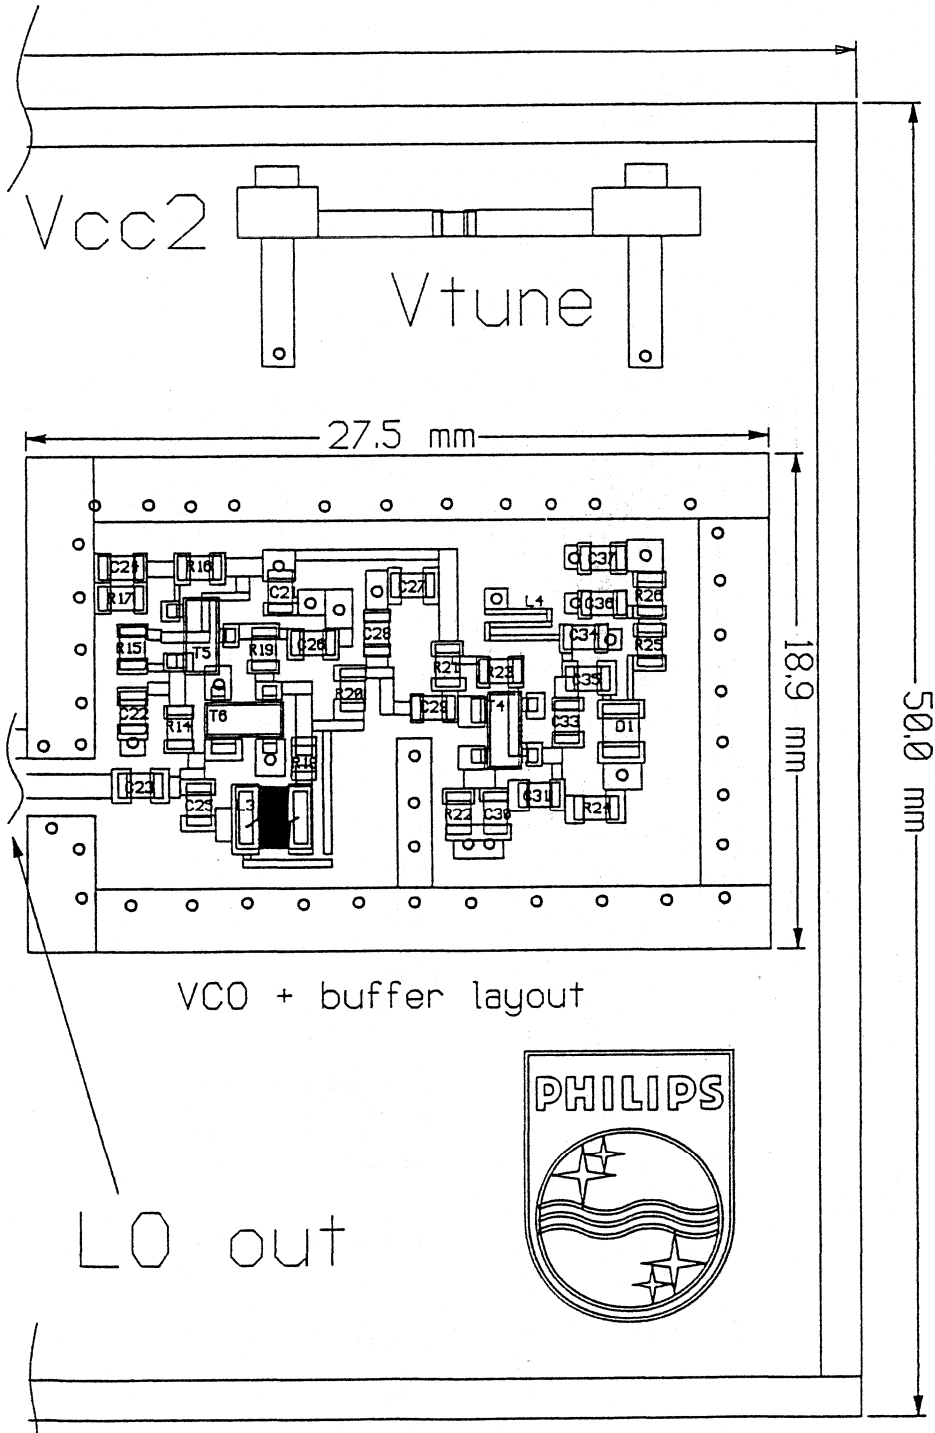 Vcc2
Vtune
27.5 mm
C24 R16 C21 C27 C37
R17 L4 C36 R26
R15 T5 R19 C26 C28 C34 R25
R20 R21 R23 C35
C22 R14 T6 C29 T4 C33 D1
R18
C23 C25 L3 R22 C30 C31 R24
18.9 mm
50.0 mm
VCO + buffer layout
PHILIPS
LO out